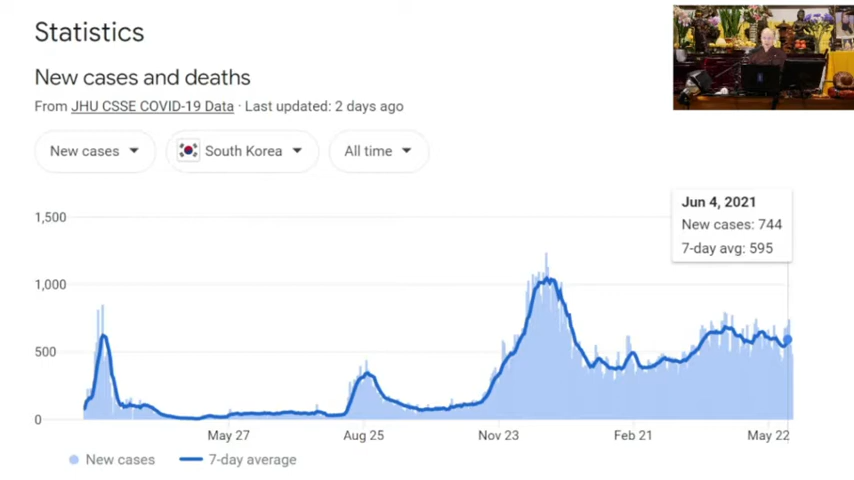 Statistics
New cases and deaths
From JHU CSSE COVID-19 Data · Last updated: 2 days ago
New cases
South Korea
All time
Jun 4, 2021
New cases: 744
7-day avg: 595
1,500
1,000
500
0
May 27
Aug 25
Nov 23
Feb 21
May 22
New cases
7-day average